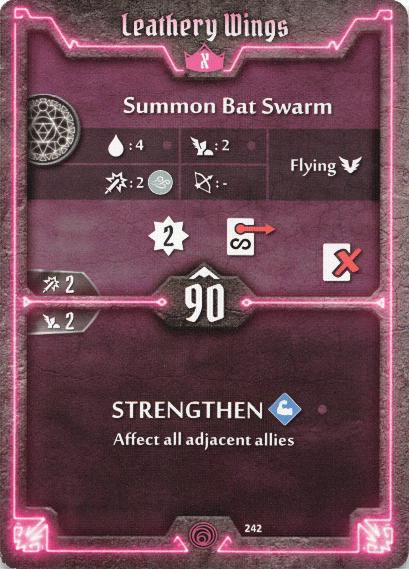 Leathery Wings
X
Summon Bat Swarm
: 4
: 2
Flying
: 2
: -
2
2
90
2
STRENGTHEN
Affect all adjacent allies
242